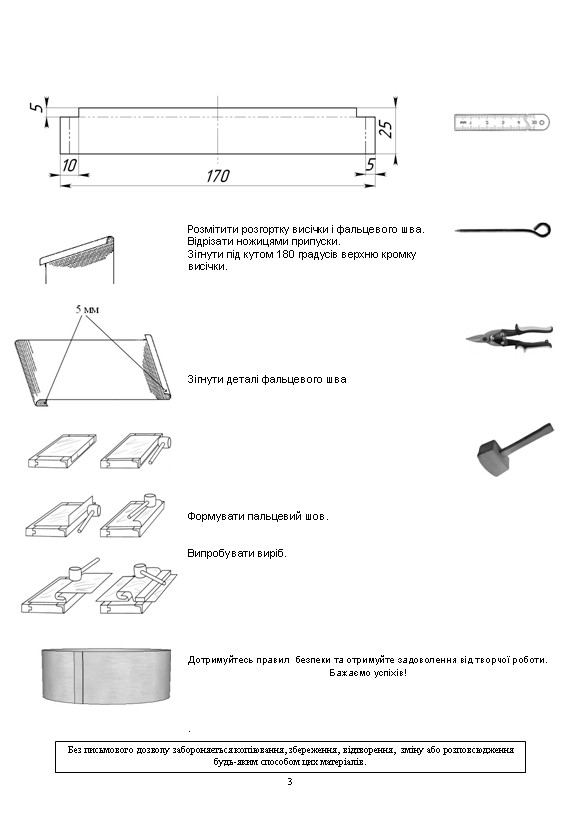 5
25
10
5
170
Розмітити розгортку висічки і фальцевого шва.
Відрізати ножицями припуски.
Зігнути під кутом 180 градусів верхню кромку
висічки.
5 мм
Зігнути деталі фальцевого шва
Формувати пальцевий шов.
Випробувати виріб.
Дотримуйтесь правил безпеки та отримуйте задоволення від творчої роботи.
Бажаємо успіхів!
.
Без письмового дозволу забороняється копіювання, збереження, відтворення, зміну або розповсюдження
будь-яким способом цих матеріалів.
3